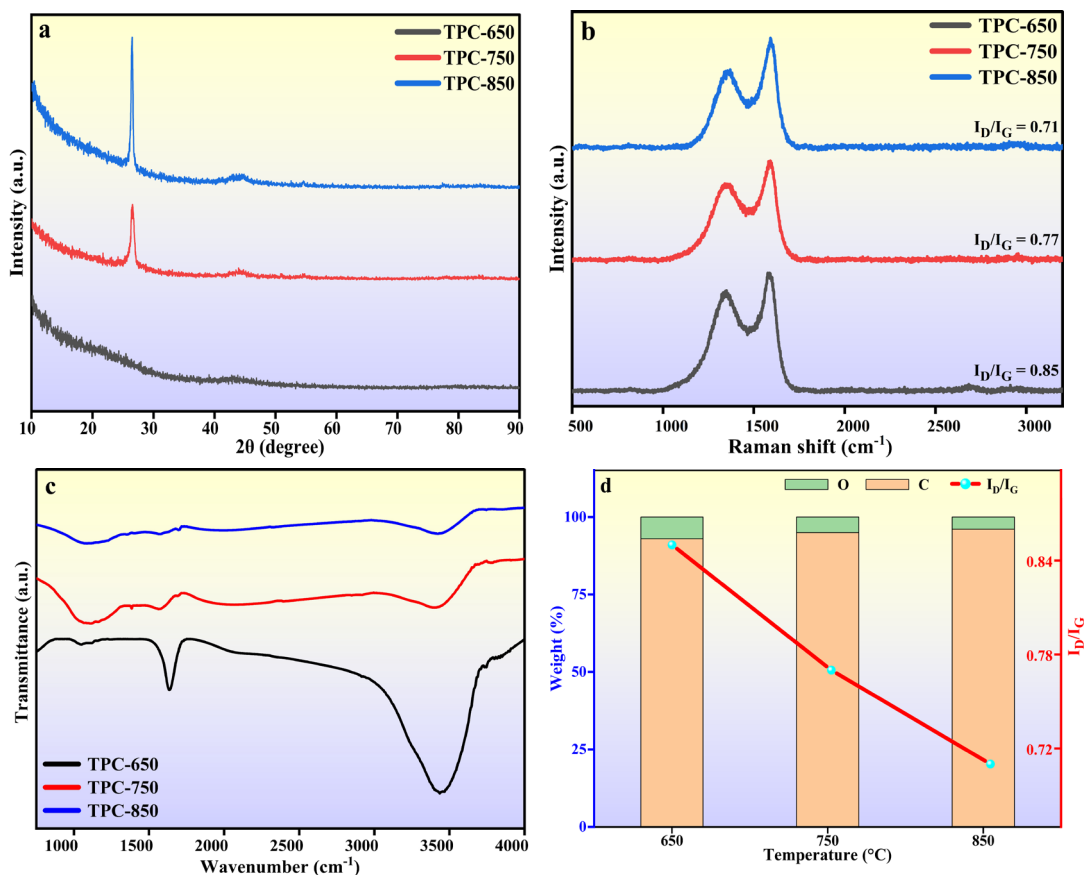 a
TPC-650
TPC-750
TPC-850
Intensity (a.u.)
10 20 30 40 50 60 70 80 90
2θ (degree)
b
TPC-650
TPC-750
TPC-850
I_D/I_G = 0.71
I_D/I_G = 0.77
I_D/I_G = 0.85
Intensity (a.u.)
500 1000 1500 2000 2500 3000
Raman shift (cm⁻¹)
c
Transmittance (a.u.)
TPC-650
TPC-750
TPC-850
1000 1500 2000 2500 3000 3500 4000
Wavenumber (cm⁻¹)
d
O C I_D/I_G
100
75
50
25
0
Weight (%)
0.84
0.78
0.72
I_D/I_G
650 750 850
Temperature (°C)